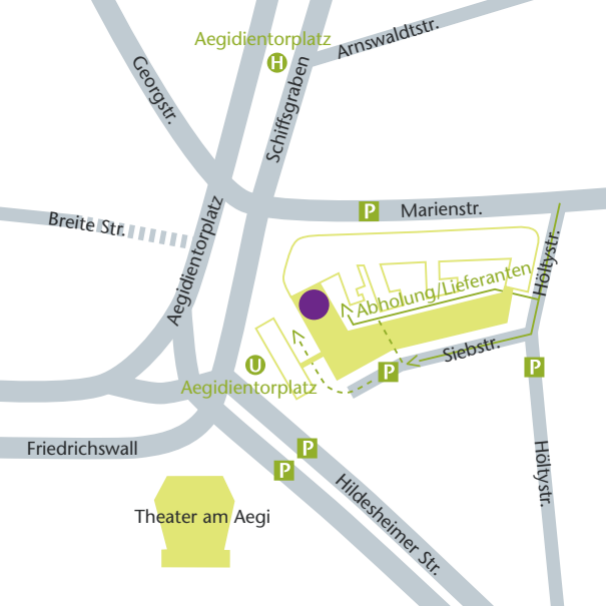 Aegidientorplatz
H
Arnswaldtstr.
Georgstr.
Schiffsgraben
P
Marienstr.
Breite Str.
Aegidientorplatz
Höltystr.
Abholung/Lieferanten
Siebstr.
U
Aegidientorplatz
P
P
Friedrichswall
P
P
Höltystr.
Hildesheimer Str.
Theater am Aegi